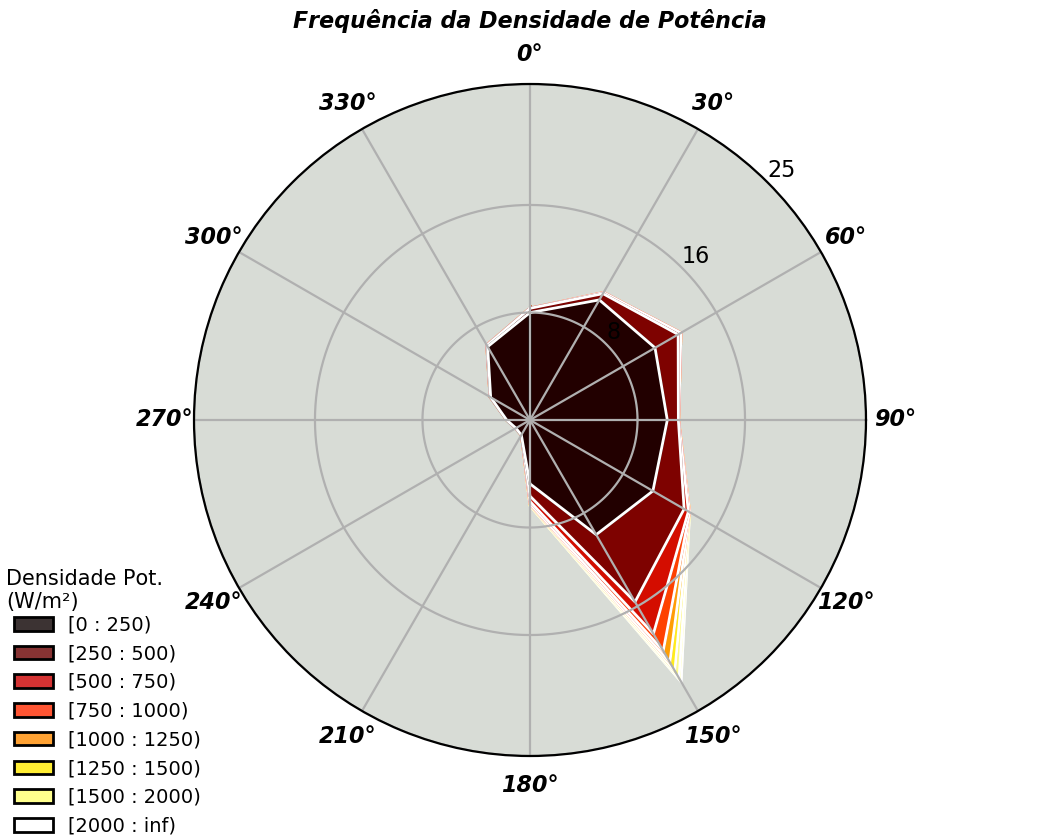 Frequência da Densidade de Potência
0°
330°
30°
25
300°
60°
16
8
270°
90°
Densidade Pot.
(W/m²)
240°
120°
[0 : 250)
[250 : 500)
[500 : 750)
[750 : 1000)
210°
150°
[1000 : 1250)
[1250 : 1500)
180°
[1500 : 2000)
[2000 : inf)